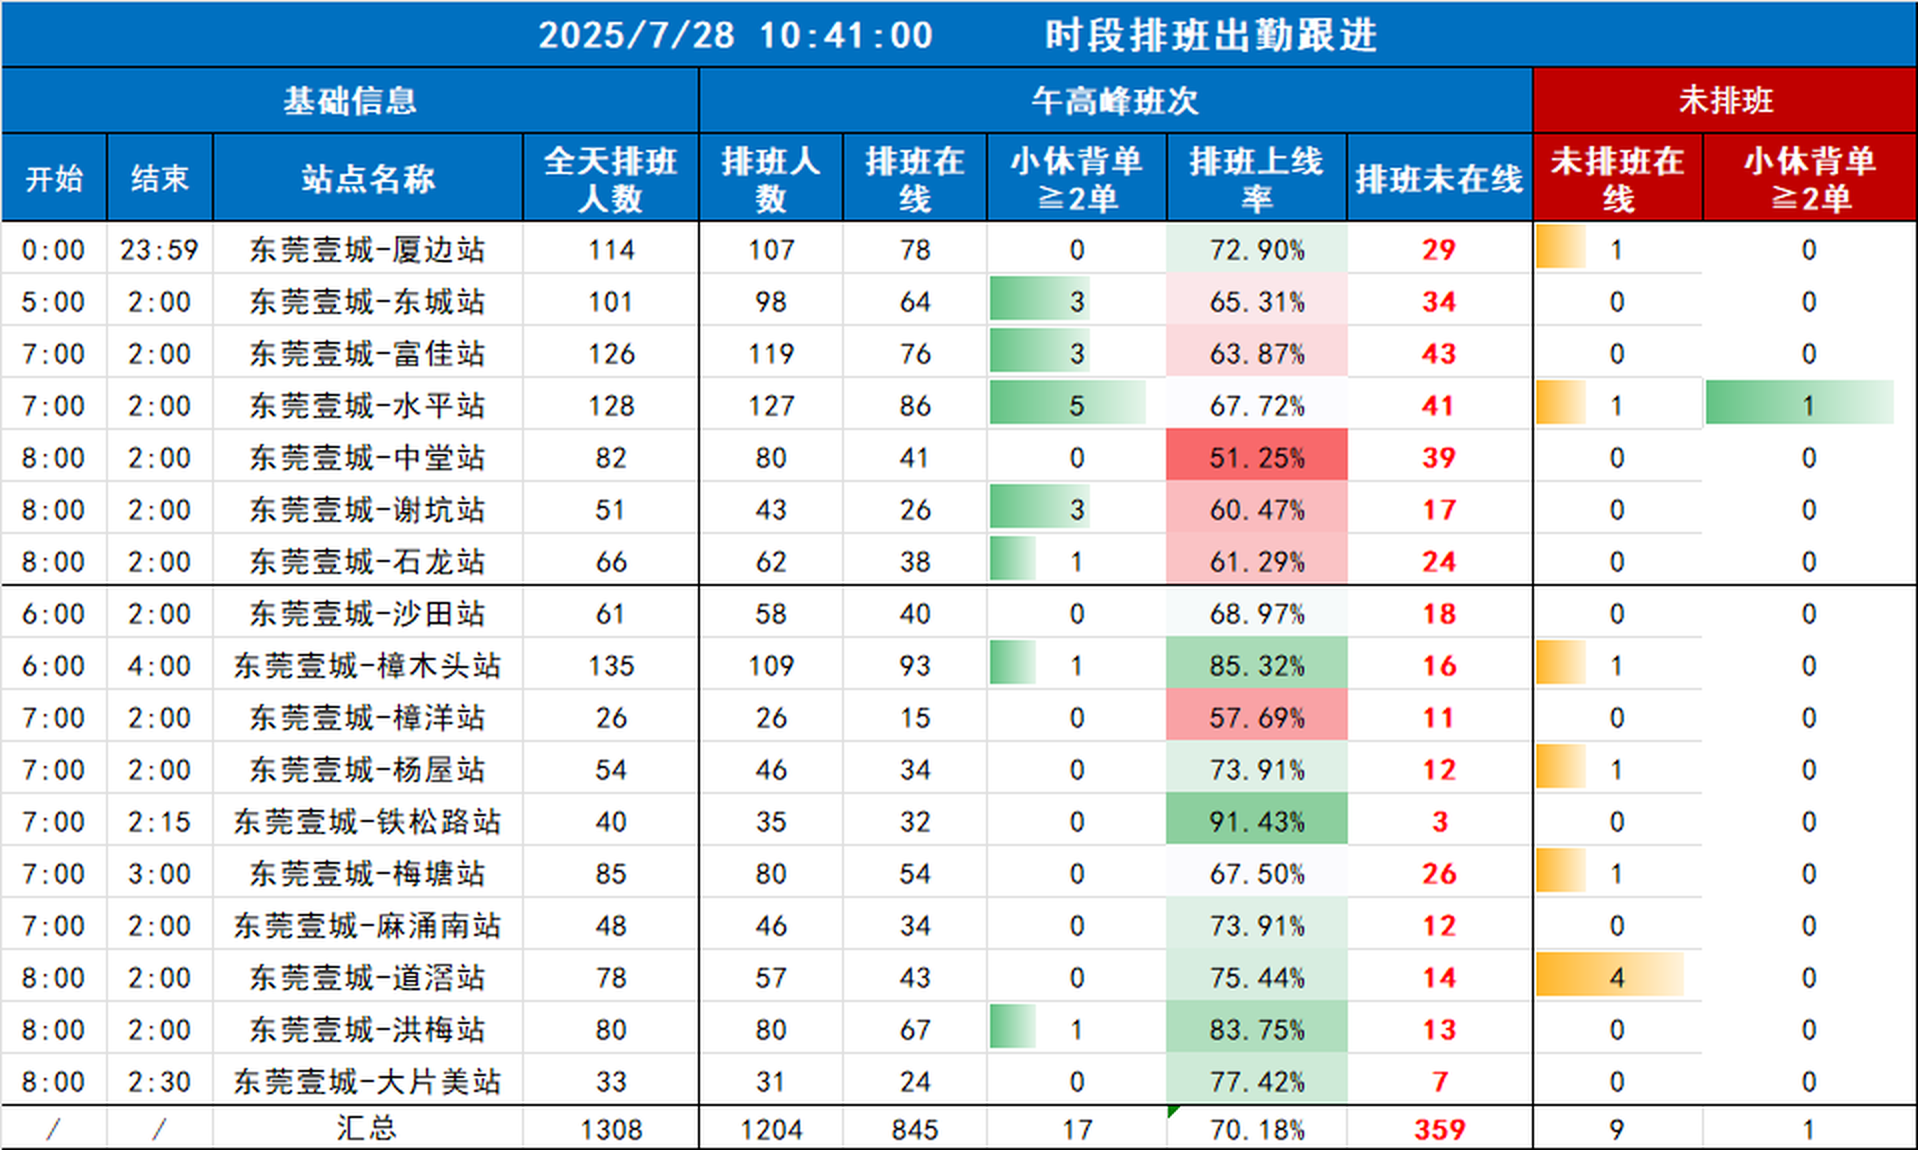 2025/7/28 10:41:00 时段排班出勤跟进
基础信息 午高峰班次 未排班
开始 结束 站点名称 全天排班人数 排班人数 排班在线 小休背单≧2单 排班上线率 排班未在线 未排班在线 小休背单≧2单
0:00 23:59 东莞壹城-厦边站 114 107 78 0 72.90% 29 1 0
5:00 2:00 东莞壹城-东城站 101 98 64 3 65.31% 34 0 0
7:00 2:00 东莞壹城-富佳站 126 119 76 3 63.87% 43 0 0
7:00 2:00 东莞壹城-水平站 128 127 86 5 67.72% 41 1 1
8:00 2:00 东莞壹城-中堂站 82 80 41 0 51.25% 39 0 0
8:00 2:00 东莞壹城-谢坑站 51 43 26 3 60.47% 17 0 0
8:00 2:00 东莞壹城-石龙站 66 62 38 1 61.29% 24 0 0
6:00 2:00 东莞壹城-沙田站 61 58 40 0 68.97% 18 0 0
6:00 4:00 东莞壹城-樟木头站 135 109 93 1 85.32% 16 1 0
7:00 2:00 东莞壹城-樟洋站 26 26 15 0 57.69% 11 0 0
7:00 2:00 东莞壹城-杨屋站 54 46 34 0 73.91% 12 1 0
7:00 2:15 东莞壹城-铁松路站 40 35 32 0 91.43% 3 0 0
7:00 3:00 东莞壹城-梅塘站 85 80 54 0 67.50% 26 1 0
7:00 2:00 东莞壹城-麻涌南站 48 46 34 0 73.91% 12 0 0
8:00 2:00 东莞壹城-道滘站 78 57 43 0 75.44% 14 4 0
8:00 2:00 东莞壹城-洪梅站 80 80 67 1 83.75% 13 0 0
8:00 2:30 东莞壹城-大片美站 33 31 24 0 77.42% 7 0 0
/ / 汇总 1308 1204 845 17 70.18% 359 9 1